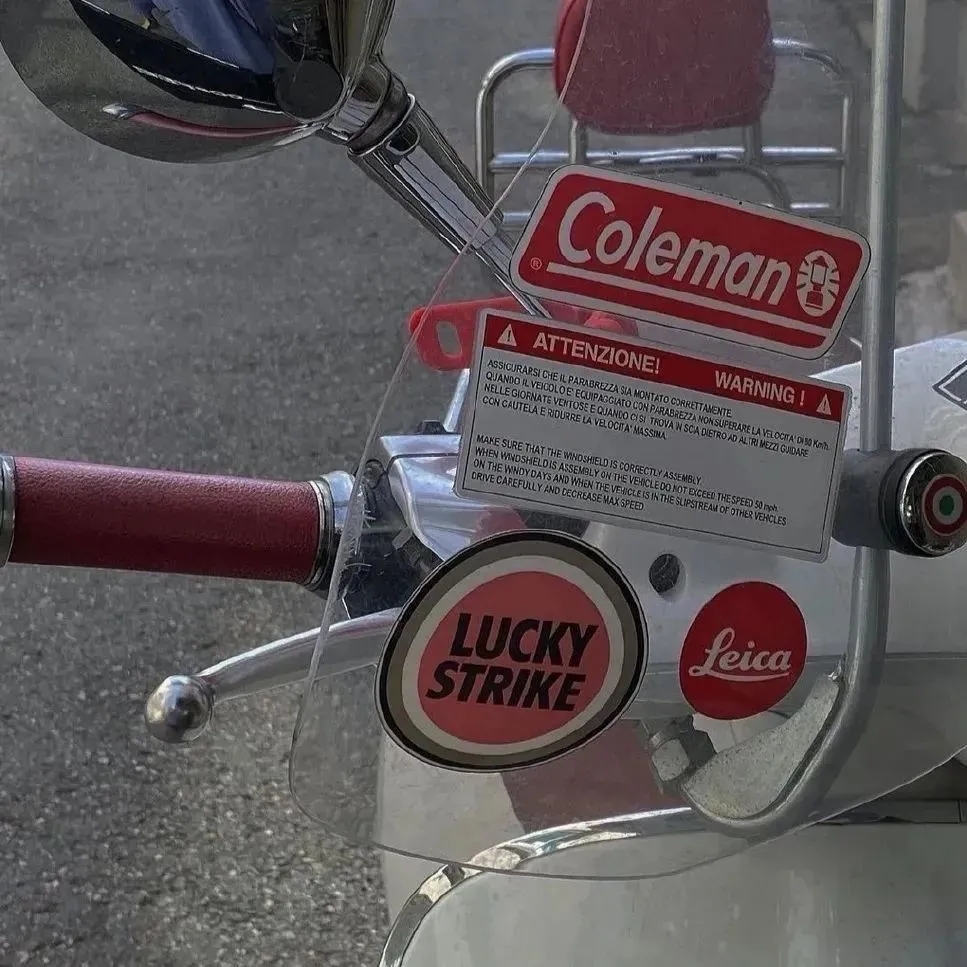 Coleman
®
ATTENZIONE! WARNING !
ASSICURARSI CHE IL PARABREZZA SIA MONTATO CORRETTAMENTE.
QUANDO IL VEICOLO E' EQUIPAGGIATO CON PARABREZZA NON SUPERARE LA VELOCITA' DI 80 Km/h.
NELLE GIORNATE VENTOSE E QUANDO CI SI TROVA IN SCIA DIETRO AD ALTRI MEZZI GUIDARE
CON CAUTELA E RIDURRE LA VELOCITA' MASSIMA.
MAKE SURE THAT THE WINDSHIELD IS CORRECTLY ASSEMBLY.
WHEN WINDSHIELD IS ASSEMBLY ON THE VEHICLE DO NOT EXCEED THE SPEED 50 mph.
ON THE WINDY DAYS AND WHEN THE VEHICLE IS IN THE SLIPSTREAM OF OTHER VEHICLES
DRIVE CAREFULLY AND DECREASE MAX SPEED
LUCKY
STRIKE
Leica